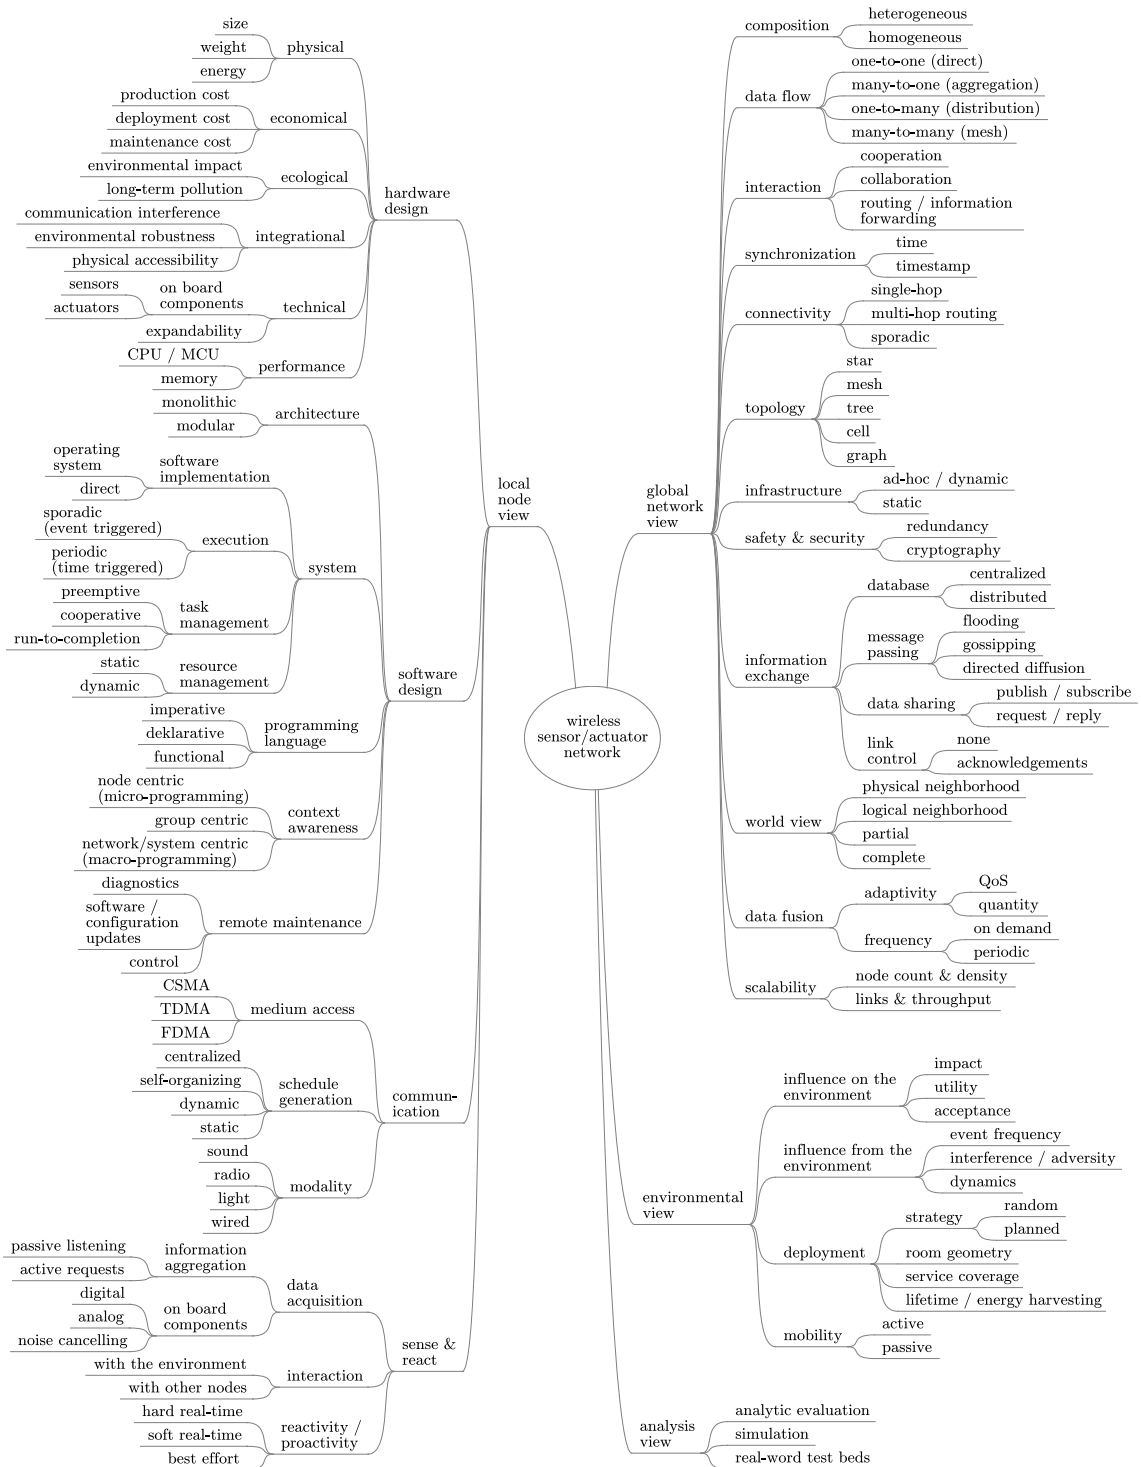 size
weight
energy
physical
production cost
deployment cost
maintenance cost
economical
environmental impact
long-term pollution
ecological
communication interference
environmental robustness
physical accessibility
integrational
sensors
actuators
on board
components
expandability
technical
CPU / MCU
memory
performance
hardware
design
monolithic
modular
architecture
operating
system
direct
software
implementation
sporadic
(event triggered)
periodic
(time triggered)
execution
preemptive
cooperative
run-to-completion
task
management
static
dynamic
resource
management
system
imperative
deklarative
functional
programming
language
node centric
(micro-programming)
group centric
network/system centric
(macro-programming)
context
awareness
diagnostics
software /
configuration
updates
control
remote maintenance
software
design
CSMA
TDMA
FDMA
medium access
centralized
self-organizing
dynamic
static
schedule
generation
sound
radio
light
wired
modality
commun-
ication
passive listening
active requests
information
aggregation
digital
analog
noise cancelling
on board
components
data
acquisition
with the environment
with other nodes
interaction
hard real-time
soft real-time
best effort
reactivity /
proactivity
sense &
react
local
node
view
wireless
sensor/actuator
network
global
network
view
composition
heterogeneous
homogeneous
data flow
one-to-one (direct)
many-to-one (aggregation)
one-to-many (distribution)
many-to-many (mesh)
interaction
cooperation
collaboration
routing / information
forwarding
synchronization
time
timestamp
connectivity
single-hop
multi-hop routing
sporadic
topology
star
mesh
tree
cell
graph
infrastructure
ad-hoc / dynamic
static
safety & security
redundancy
cryptography
information
exchange
database
centralized
distributed
message
passing
flooding
gossipping
directed diffusion
data sharing
publish / subscribe
request / reply
link
control
none
acknowledgements
world view
physical neighborhood
logical neighborhood
partial
complete
data fusion
adaptivity
QoS
quantity
frequency
on demand
periodic
scalability
node count & density
links & throughput
environmental
view
influence on the
environment
impact
utility
acceptance
influence from the
environment
event frequency
interference / adversity
dynamics
deployment
strategy
random
planned
room geometry
service coverage
lifetime / energy harvesting
mobility
active
passive
analysis
view
analytic evaluation
simulation
real-word test beds